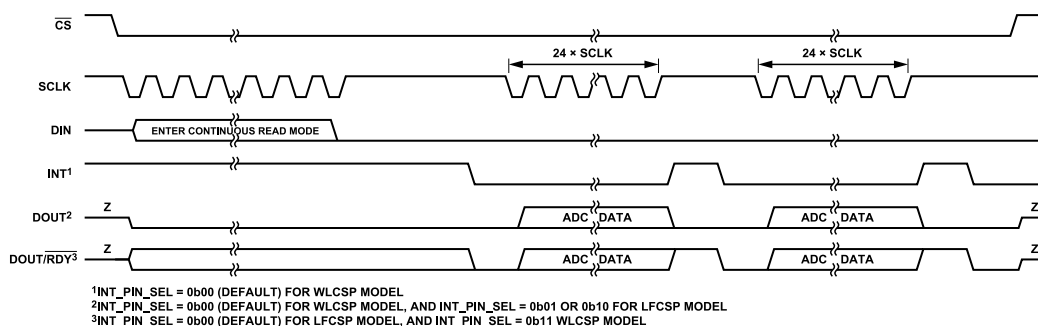 CS
24 × SCLK 24 × SCLK
SCLK
DIN ENTER CONTINUOUS READ MODE
INT1
Z Z
DOUT2 ADC DATA ADC DATA
Z Z
DOUT/RDY3 ADC DATA ADC DATA
1INT_PIN_SEL = 0b00 (DEFAULT) FOR WLCSP MODEL
2INT_PIN_SEL = 0b00 (DEFAULT) FOR WLCSP MODEL, AND INT_PIN_SEL = 0b01 OR 0b10 FOR LFCSP MODEL
3INT_PIN_SEL = 0b00 (DEFAULT) FOR LFCSP MODEL, AND INT_PIN_SEL = 0b11 WLCSP MODEL